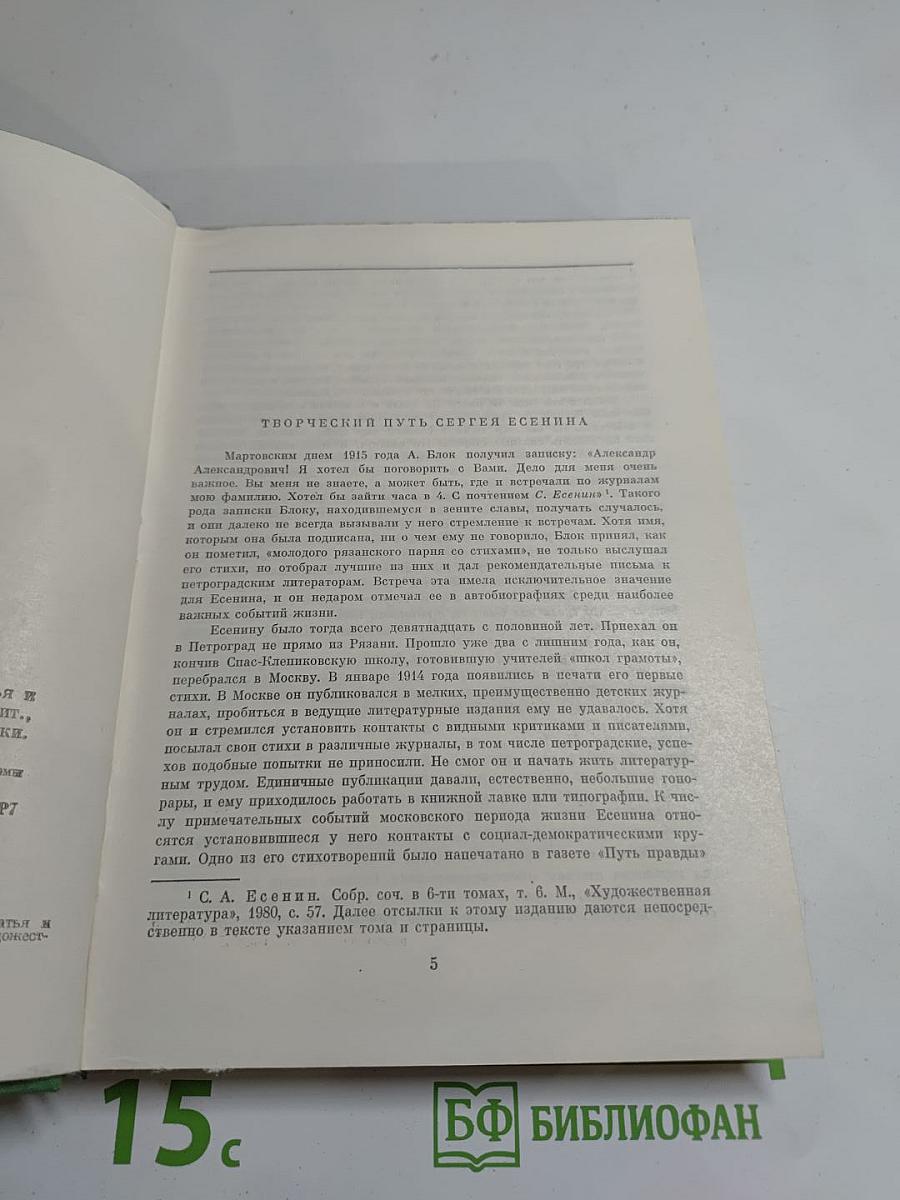 ья и
ит.,
ки.
омы
Р7
атья и
ожест-
ТВОРЧЕСКИЙ ПУТЬ СЕРГЕЯ ЕСЕНИНА
Мартовским днем 1915 года А. Блок получил записку: «Александр
Александрович! Я хотел бы поговорить с Вами. Дело для меня очень
важное. Вы меня не знаете, а может быть, где и встречали по журналам
мою фамилию. Хотел бы зайти часа в 4. С почтением С. Есенин» ¹. Такого
рода записки Блоку, находившемуся в зените славы, получать случалось,
и они далеко не всегда вызывали у него стремление к встречам. Хотя имя,
которым она была подписана, ни о чем ему не говорило, Блок принял, как
он пометил, «молодого рязанского парня со стихами», не только выслушал
его стихи, но отобрал лучшие из них и дал рекомендательные письма к
петроградским литераторам. Встреча эта имела исключительное значение
для Есенина, и он недаром отмечал ее в автобиографиях среди наиболее
важных событий жизни.
Есенину было тогда всего девятнадцать с половиной лет. Приехал он
в Петроград не прямо из Рязани. Прошло уже два с лишним года, как он,
кончив Спас-Клепиковскую школу, готовившую учителей «школ грамоты»,
перебрался в Москву. В январе 1914 года появились в печати его первые
стихи. В Москве он публиковался в мелких, преимущественно детских жур-
налах, пробиться в ведущие литературные издания ему не удавалось. Хотя
он и стремился установить контакты с видными критиками и писателями,
посылал свои стихи в различные журналы, в том числе петроградские, успе-
хов подобные попытки не приносили. Не смог он и начать жить литератур-
ным трудом. Единичные публикации давали, естественно, небольшие гоно-
рары, и ему приходилось работать в книжной лавке или типографии. К чис-
лу примечательных событий московского периода жизни Есенина отно-
сятся установившиеся у него контакты с социал-демократическими кру-
гами. Одно из его стихотворений было напечатано в газете «Путь правды»
¹ С. А. Есенин. Собр. соч. в 6-ти томах, т. 6. М., «Художественная
литература», 1980, с. 57. Далее отсылки к этому изданию даются непосред-
ственно в тексте указанием тома и страницы.
5
15 с
БФ БИБЛИОФАН